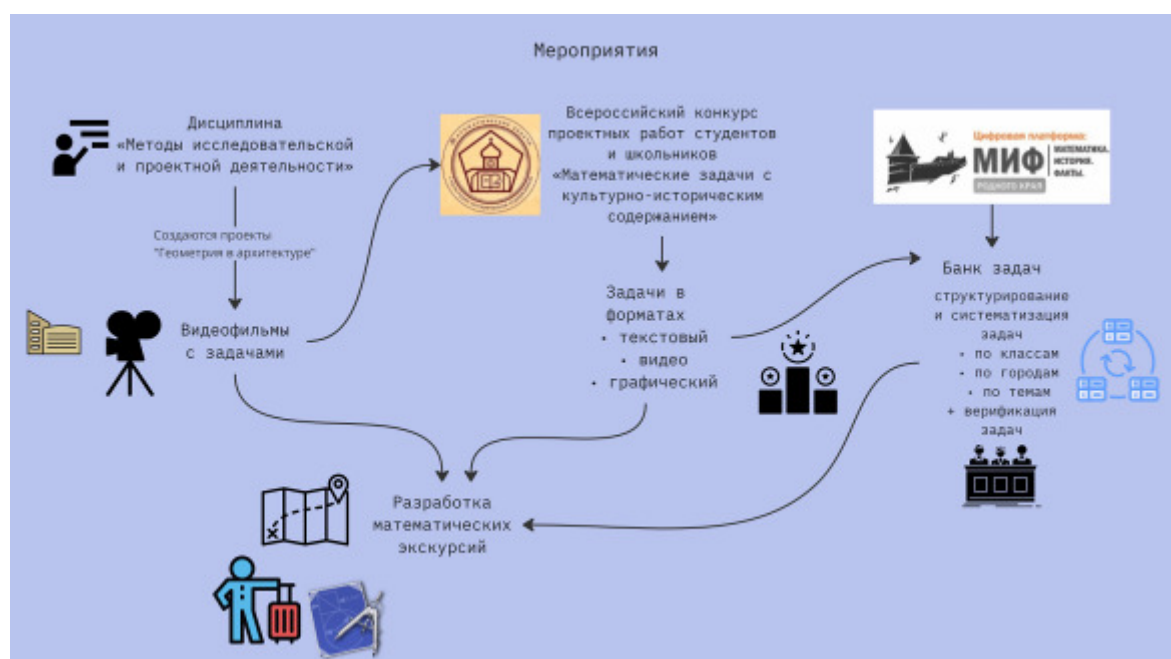 Мероприятия
Дисциплина
«Методы исследовательской
и проектной деятельности»
Создаются проекты
"Геометрия в архитектуре"
Видеофильмы
с задачами
Всероссийский конкурс
проектных работ студентов
и школьников
«Математические задачи с
культурно-историческим
содержанием»
Задачи в
форматах
• текстовый
• видео
• графический
Цифровая платформа:
МИФ
МАТЕМАТИКА.
ИСТОРИЯ.
ФАКТЫ.
РОДНОГО КРАЯ
Банк задач
структурирование
и систематизация
задач
• по классам
• по городам
• по темам
+ верификация
задач
Разработка
математических
экскурсий